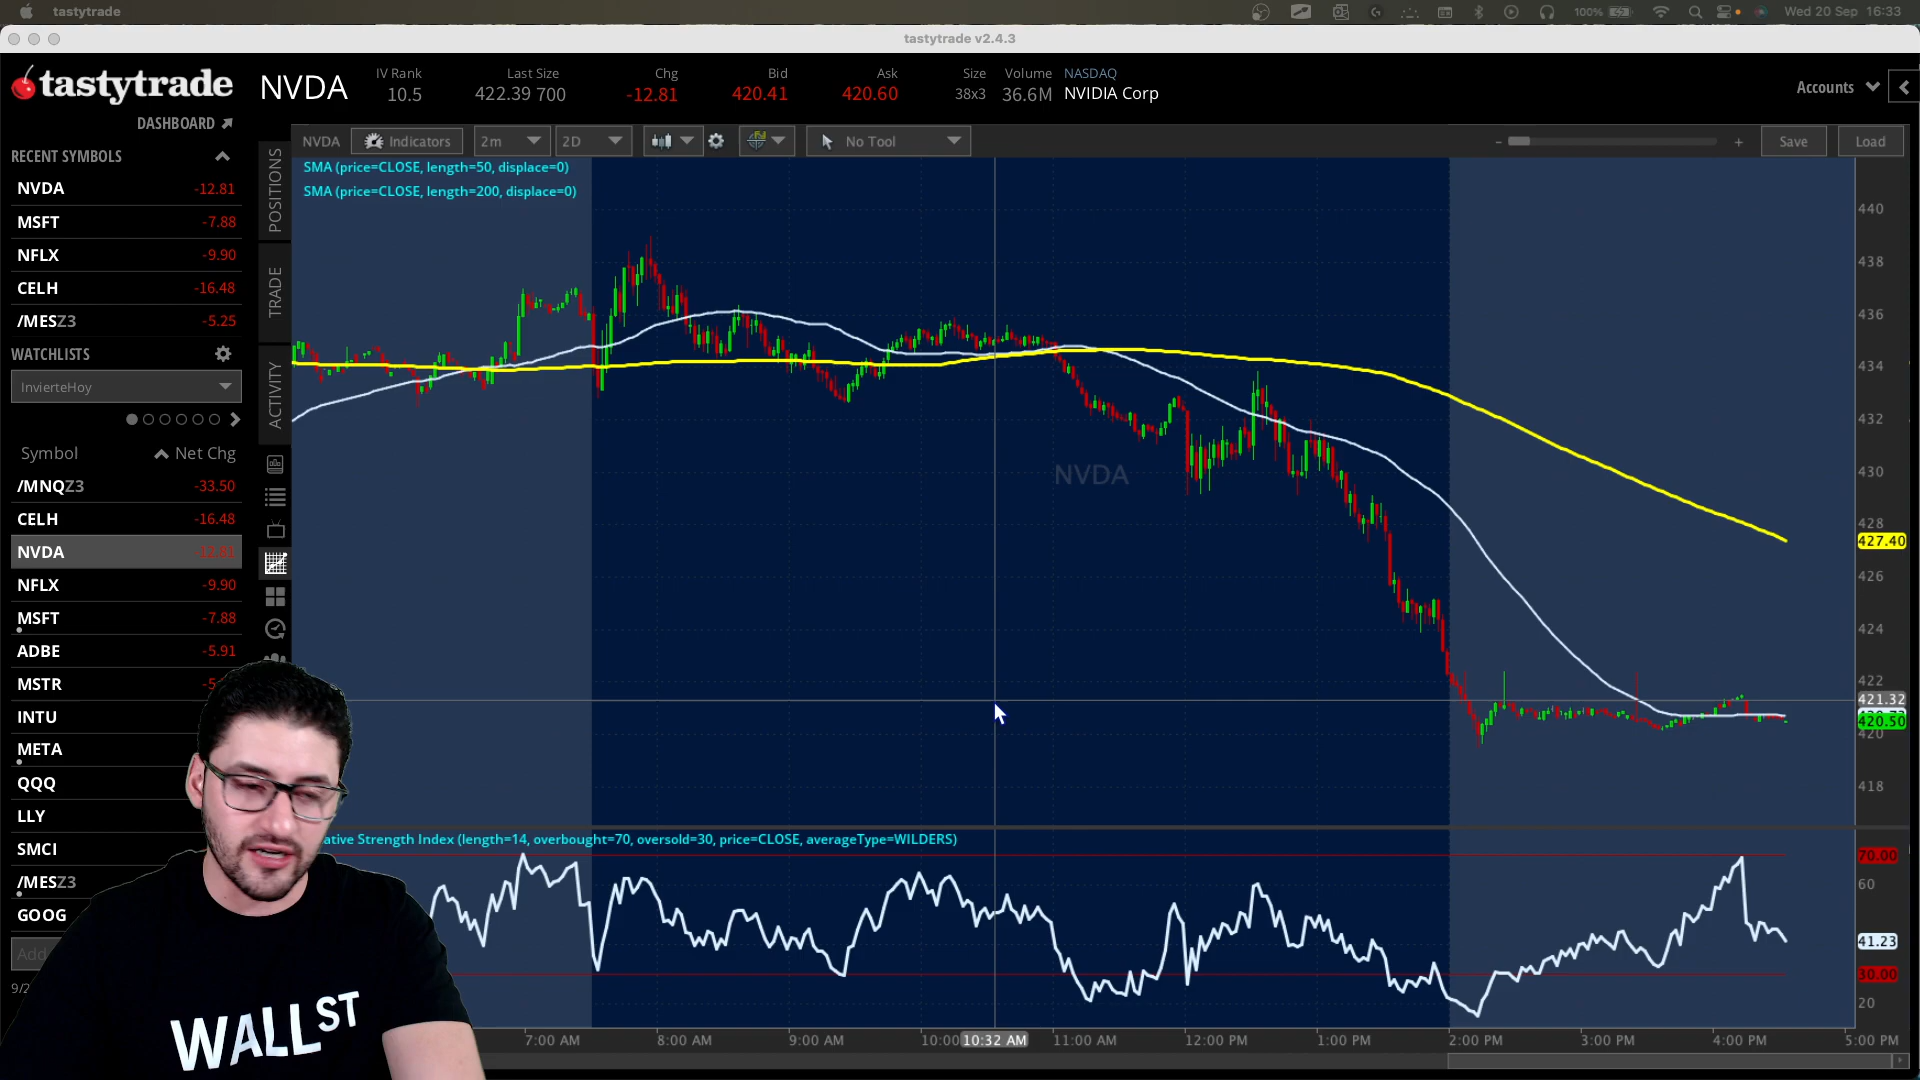 tastytrade
100%
Wed 20 Sep 16:33
tastytrade v2.4.3
tastytrade
DASHBOARD
NVDA
IV Rank
10.5
Last Size
422.39 700
Chg
-12.81
Bid
420.41
Ask
420.60
Size
38x3
Volume
36.6M
NASDAQ
NVIDIA Corp
Accounts
RECENT SYMBOLS
NVDA -12.81
MSFT -7.88
NFLX -9.90
CELH -16.48
/MESZ3 -5.25
WATCHLISTS
InvierteHoy
Symbol Net Chg
/MNQZ3 -33.50
CELH -16.48
NVDA -12.81
NFLX -9.90
MSFT -7.88
ADBE -5.91
MSTR
INTU
META
QQQ
LLY
SMCI
/MESZ3
GOOG
Add
9/2
POSITIONS
TRADE
ACTIVITY
NVDA Indicators 2m 2D No Tool - + Save Load
SMA (price=CLOSE, length=50, displace=0)
SMA (price=CLOSE, length=200, displace=0)
NVDA
440
438
436
434
432
430
428
427.40
426
424
422
421.32
420.50
420
418
ative Strength Index (length=14, overbought=70, oversold=30, price=CLOSE, averageType=WILDERS)
70.00
60
41.23
30.00
20
7:00 AM 8:00 AM 9:00 AM 10:00 10:32 AM 11:00 AM 12:00 PM 1:00 PM 2:00 PM 3:00 PM 4:00 PM 5:00 PM
WALL ST